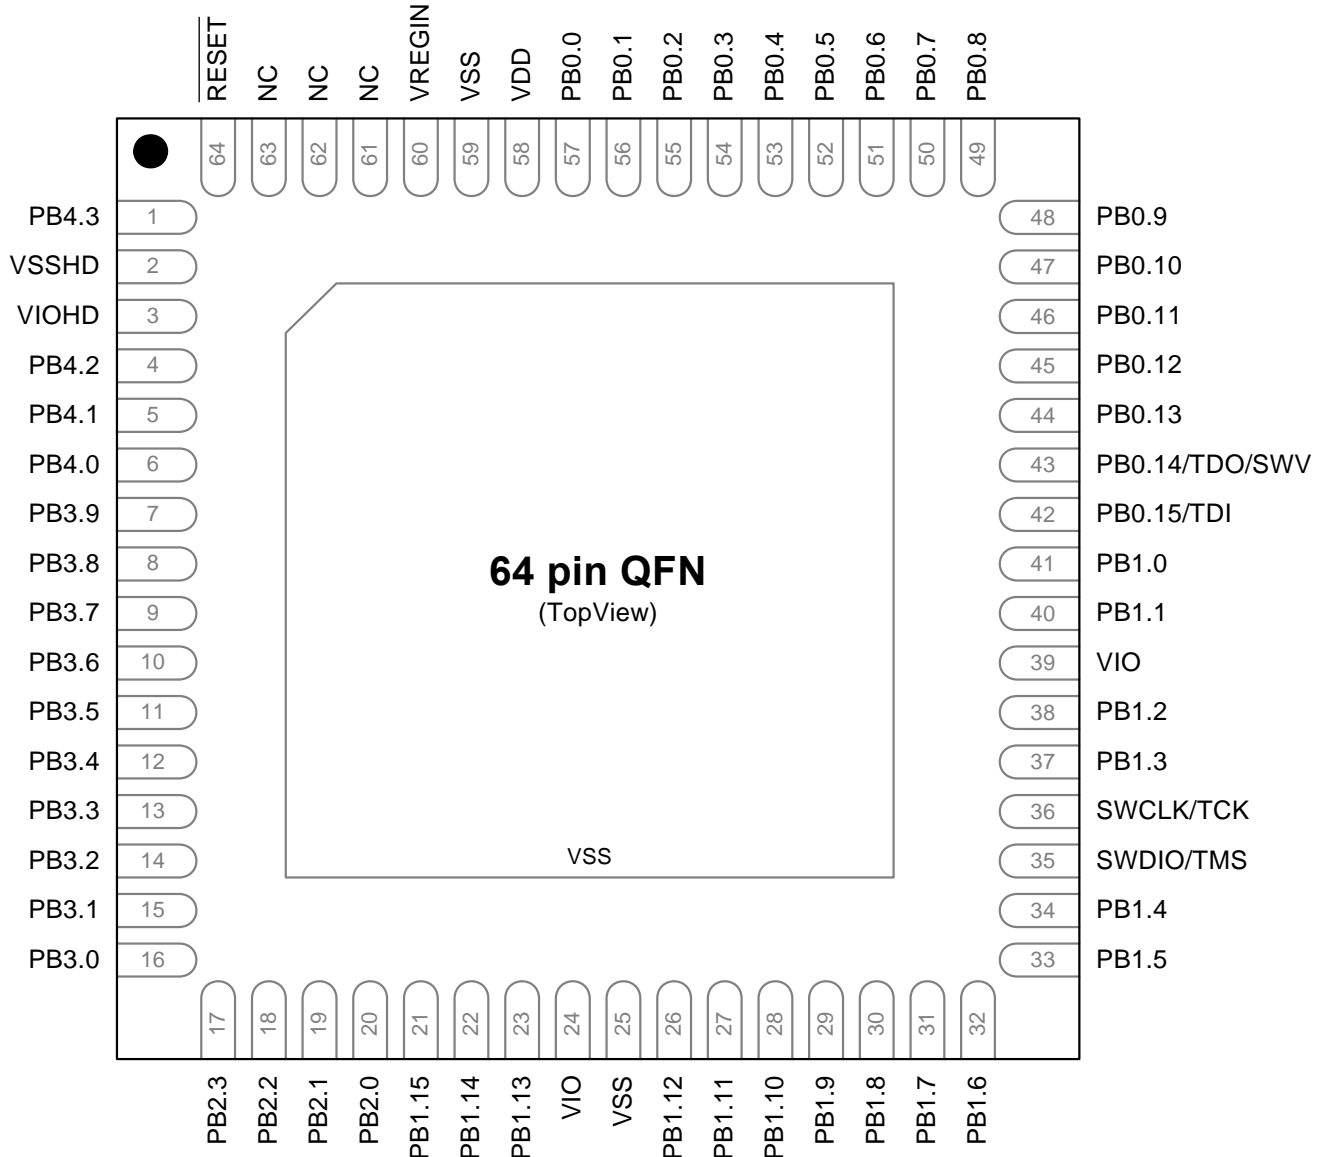 RESET
NC
NC
NC
VREGIN
VSS
VDD
PB0.0
PB0.1
PB0.2
PB0.3
PB0.4
PB0.5
PB0.6
PB0.7
PB0.8
64
63
62
61
60
59
58
57
56
55
54
53
52
51
50
49
PB4.3 1
VSSHD 2
VIOHD 3
PB4.2 4
PB4.1 5
PB4.0 6
PB3.9 7
PB3.8 8
PB3.7 9
PB3.6 10
PB3.5 11
PB3.4 12
PB3.3 13
PB3.2 14
PB3.1 15
PB3.0 16
48 PB0.9
47 PB0.10
46 PB0.11
45 PB0.12
44 PB0.13
43 PB0.14/TDO/SWV
42 PB0.15/TDI
41 PB1.0
40 PB1.1
39 VIO
38 PB1.2
37 PB1.3
36 SWCLK/TCK
35 SWDIO/TMS
34 PB1.4
33 PB1.5
64 pin QFN
(TopView)
VSS
17
18
19
20
21
22
23
24
25
26
27
28
29
30
31
32
PB2.3
PB2.2
PB2.1
PB2.0
PB1.15
PB1.14
PB1.13
VIO
VSS
PB1.12
PB1.11
PB1.10
PB1.9
PB1.8
PB1.7
PB1.6